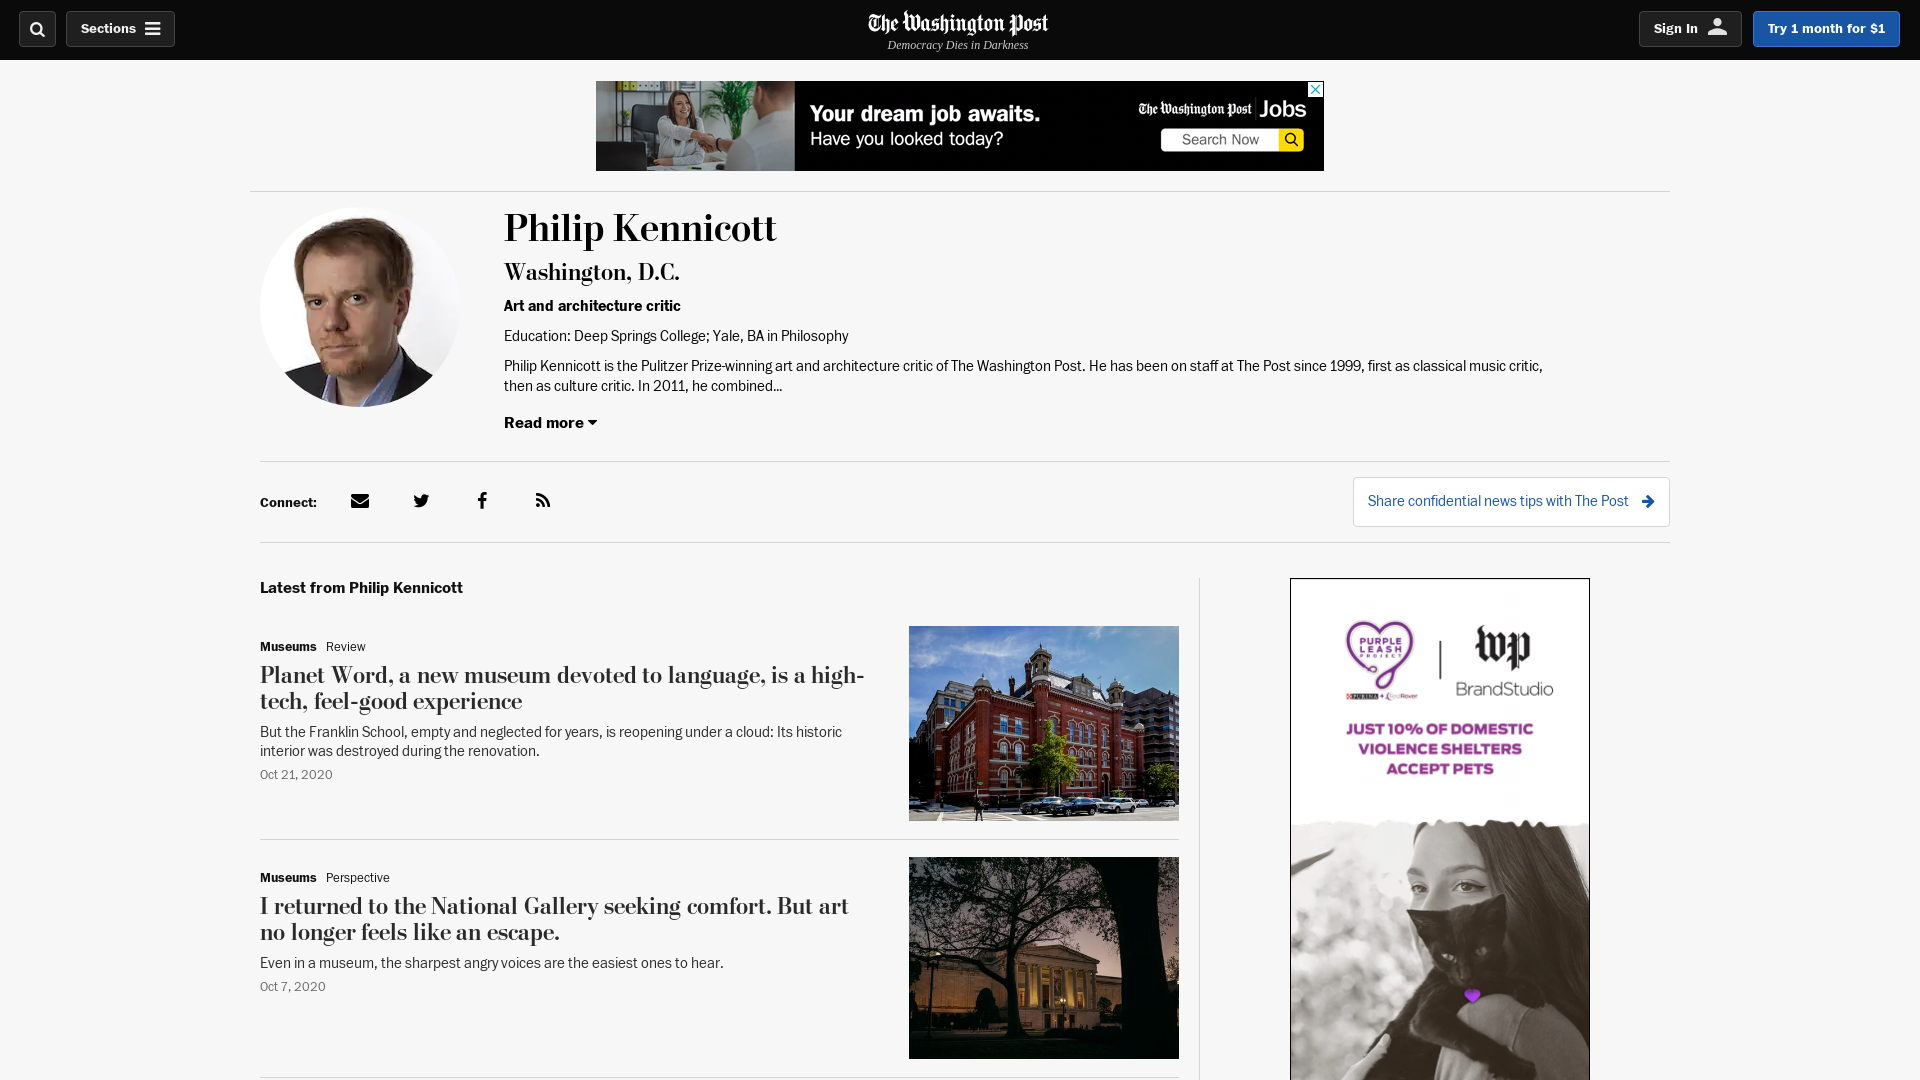 Sections
The Washington Post
Democracy Dies in Darkness
Sign In
Try 1 month for $1
Your dream job awaits.
Have you looked today?
The Washington Post Jobs
Search Now
Philip Kennicott
Washington, D.C.
Art and architecture critic
Education: Deep Springs College; Yale, BA in Philosophy
Philip Kennicott is the Pulitzer Prize-winning art and architecture critic of The Washington Post. He has been on staff at The Post since 1999, first as classical music critic,
then as culture critic. In 2011, he combined...
Read more
Connect:
Share confidential news tips with The Post
Latest from Philip Kennicott
Museums Review
Planet Word, a new museum devoted to language, is a high-
tech, feel-good experience
But the Franklin School, empty and neglected for years, is reopening under a cloud: Its historic
interior was destroyed during the renovation.
Oct 21, 2020
Museums Perspective
I returned to the National Gallery seeking comfort. But art
no longer feels like an escape.
Even in a museum, the sharpest angry voices are the easiest ones to hear.
Oct 7, 2020
PURPLE
LEASH
PROJECT
PURINA + RedRover
wp
BrandStudio
JUST 10% OF DOMESTIC
VIOLENCE SHELTERS
ACCEPT PETS